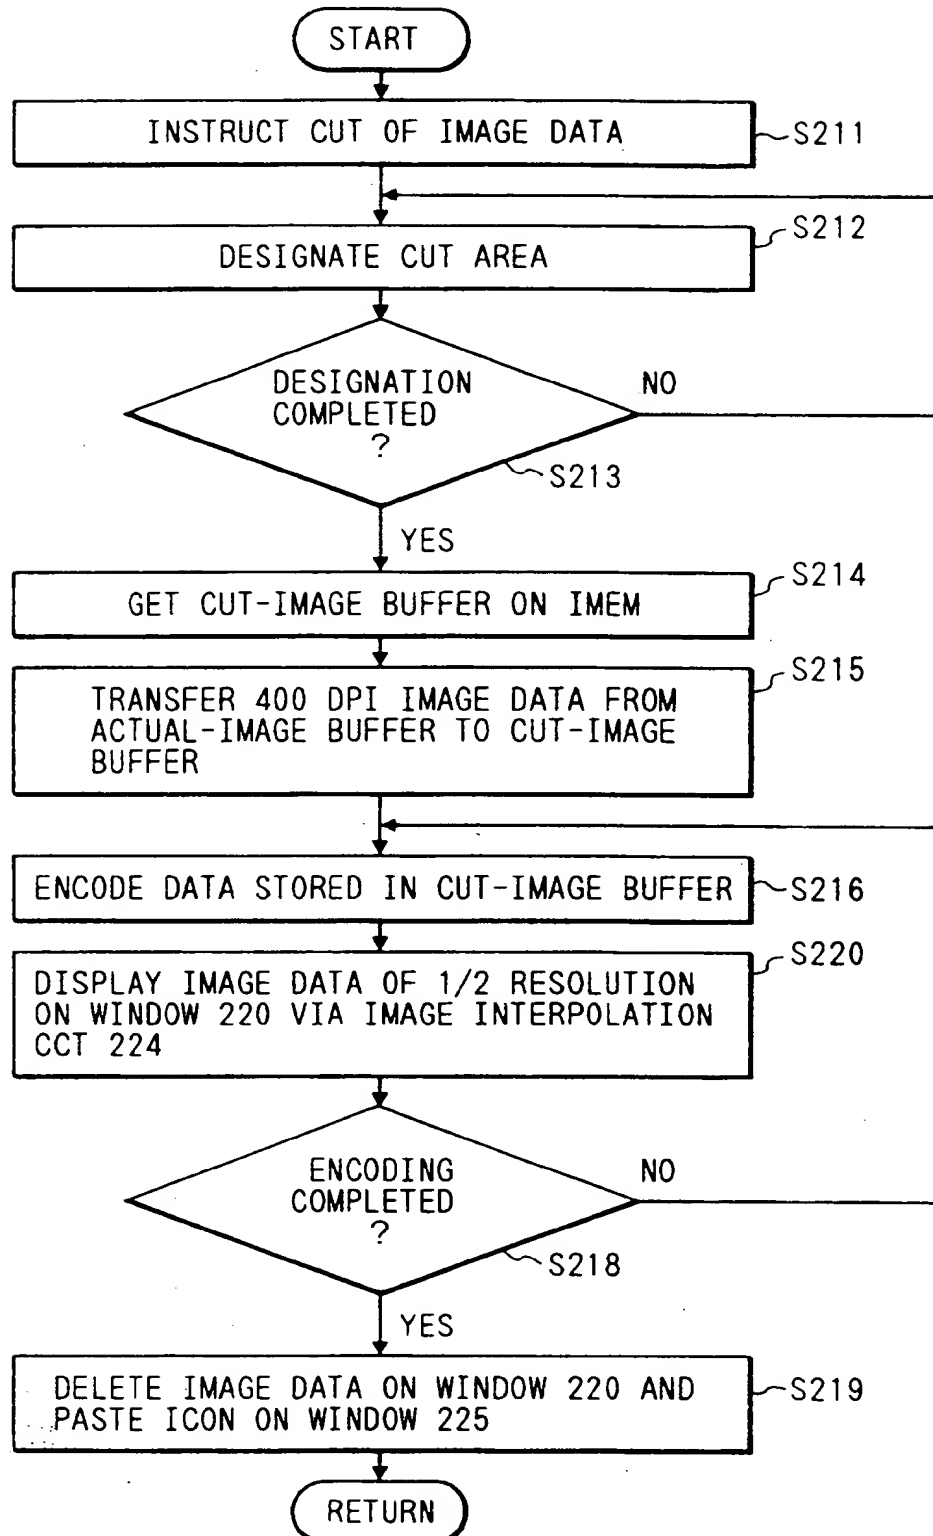 START
INSTRUCT CUT OF IMAGE DATA
S211
DESIGNATE CUT AREA
S212
DESIGNATION
COMPLETED
?
NO
S213
YES
GET CUT-IMAGE BUFFER ON IMEM
S214
TRANSFER 400 DPI IMAGE DATA FROM
ACTUAL-IMAGE BUFFER TO CUT-IMAGE
BUFFER
S215
ENCODE DATA STORED IN CUT-IMAGE BUFFER
S216
DISPLAY IMAGE DATA OF 1/2 RESOLUTION
ON WINDOW 220 VIA IMAGE INTERPOLATION
CCT 224
S220
ENCODING
COMPLETED
?
NO
S218
YES
DELETE IMAGE DATA ON WINDOW 220 AND
PASTE ICON ON WINDOW 225
S219
RETURN